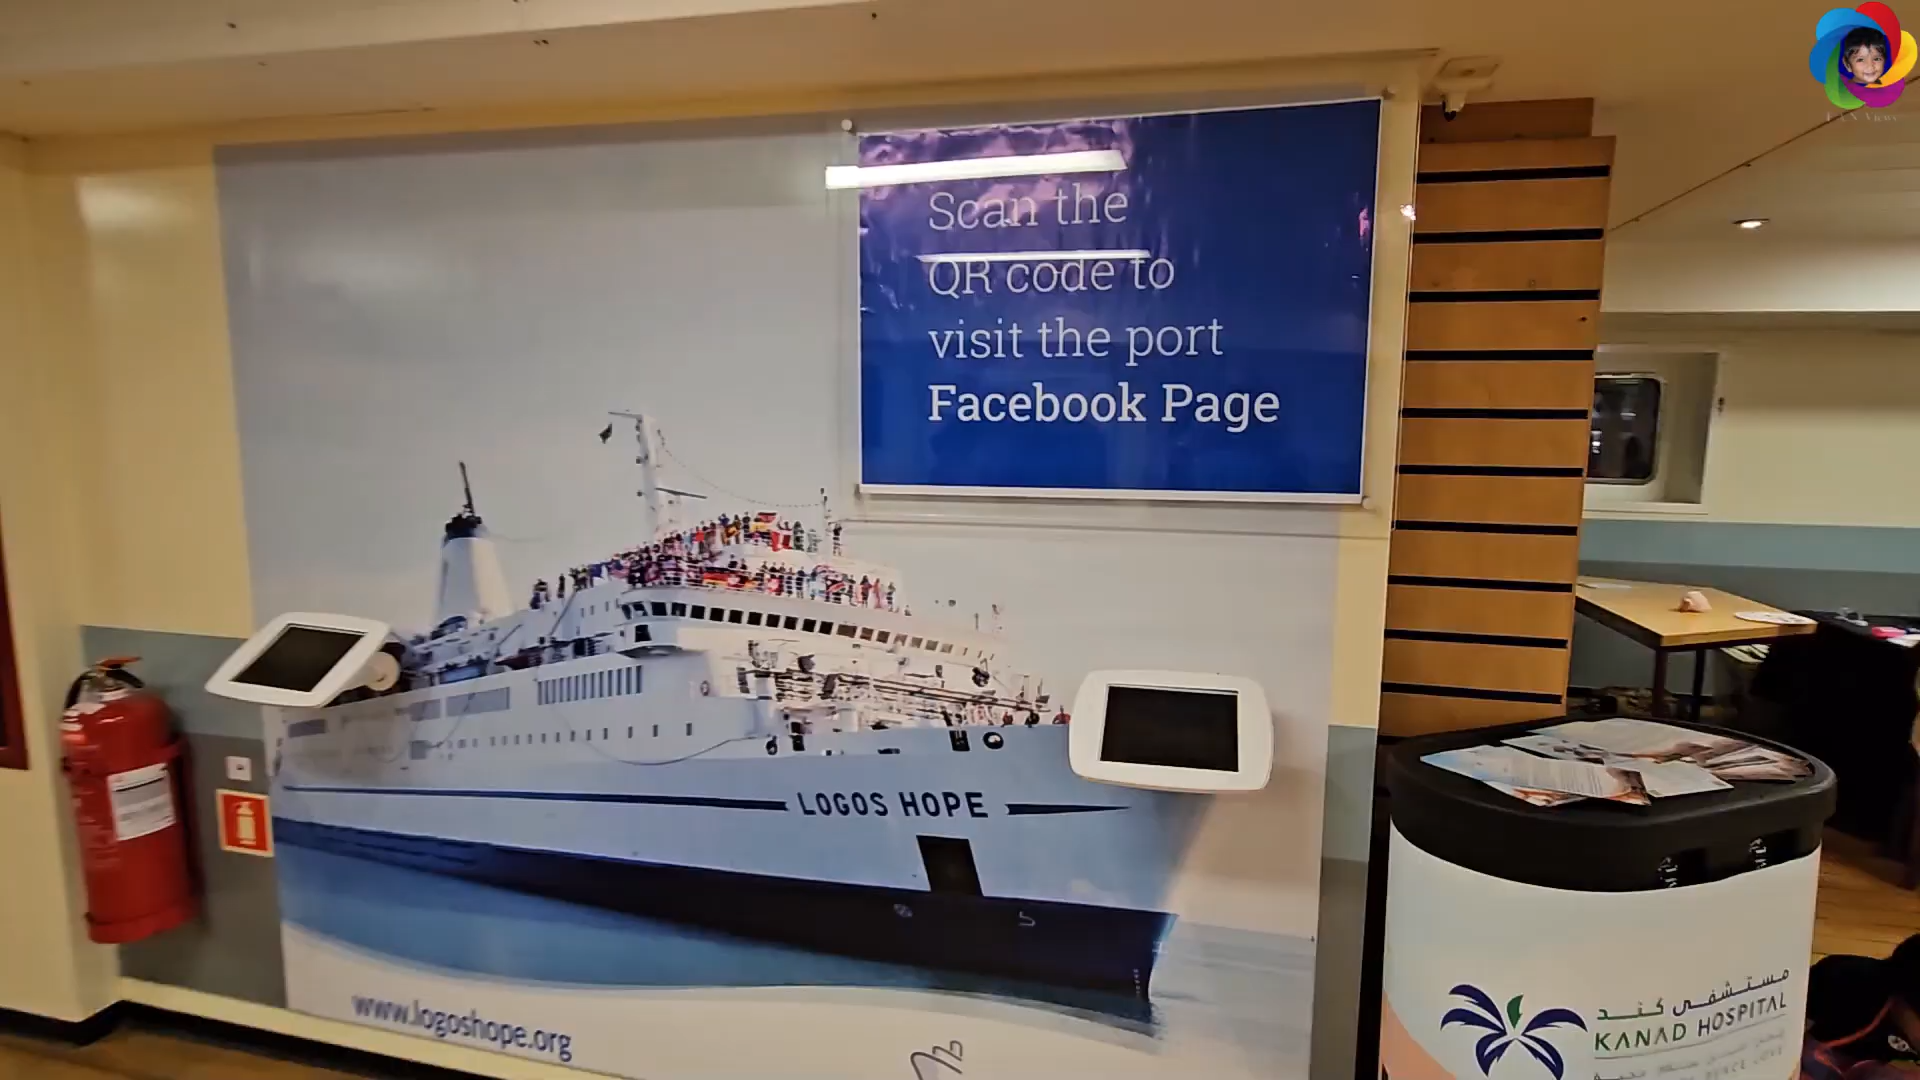 Scan the
QR code to
visit the port
Facebook Page
LOGOS HOPE
www.logoshope.org
مستشفى كند
KANAD HOSPITAL